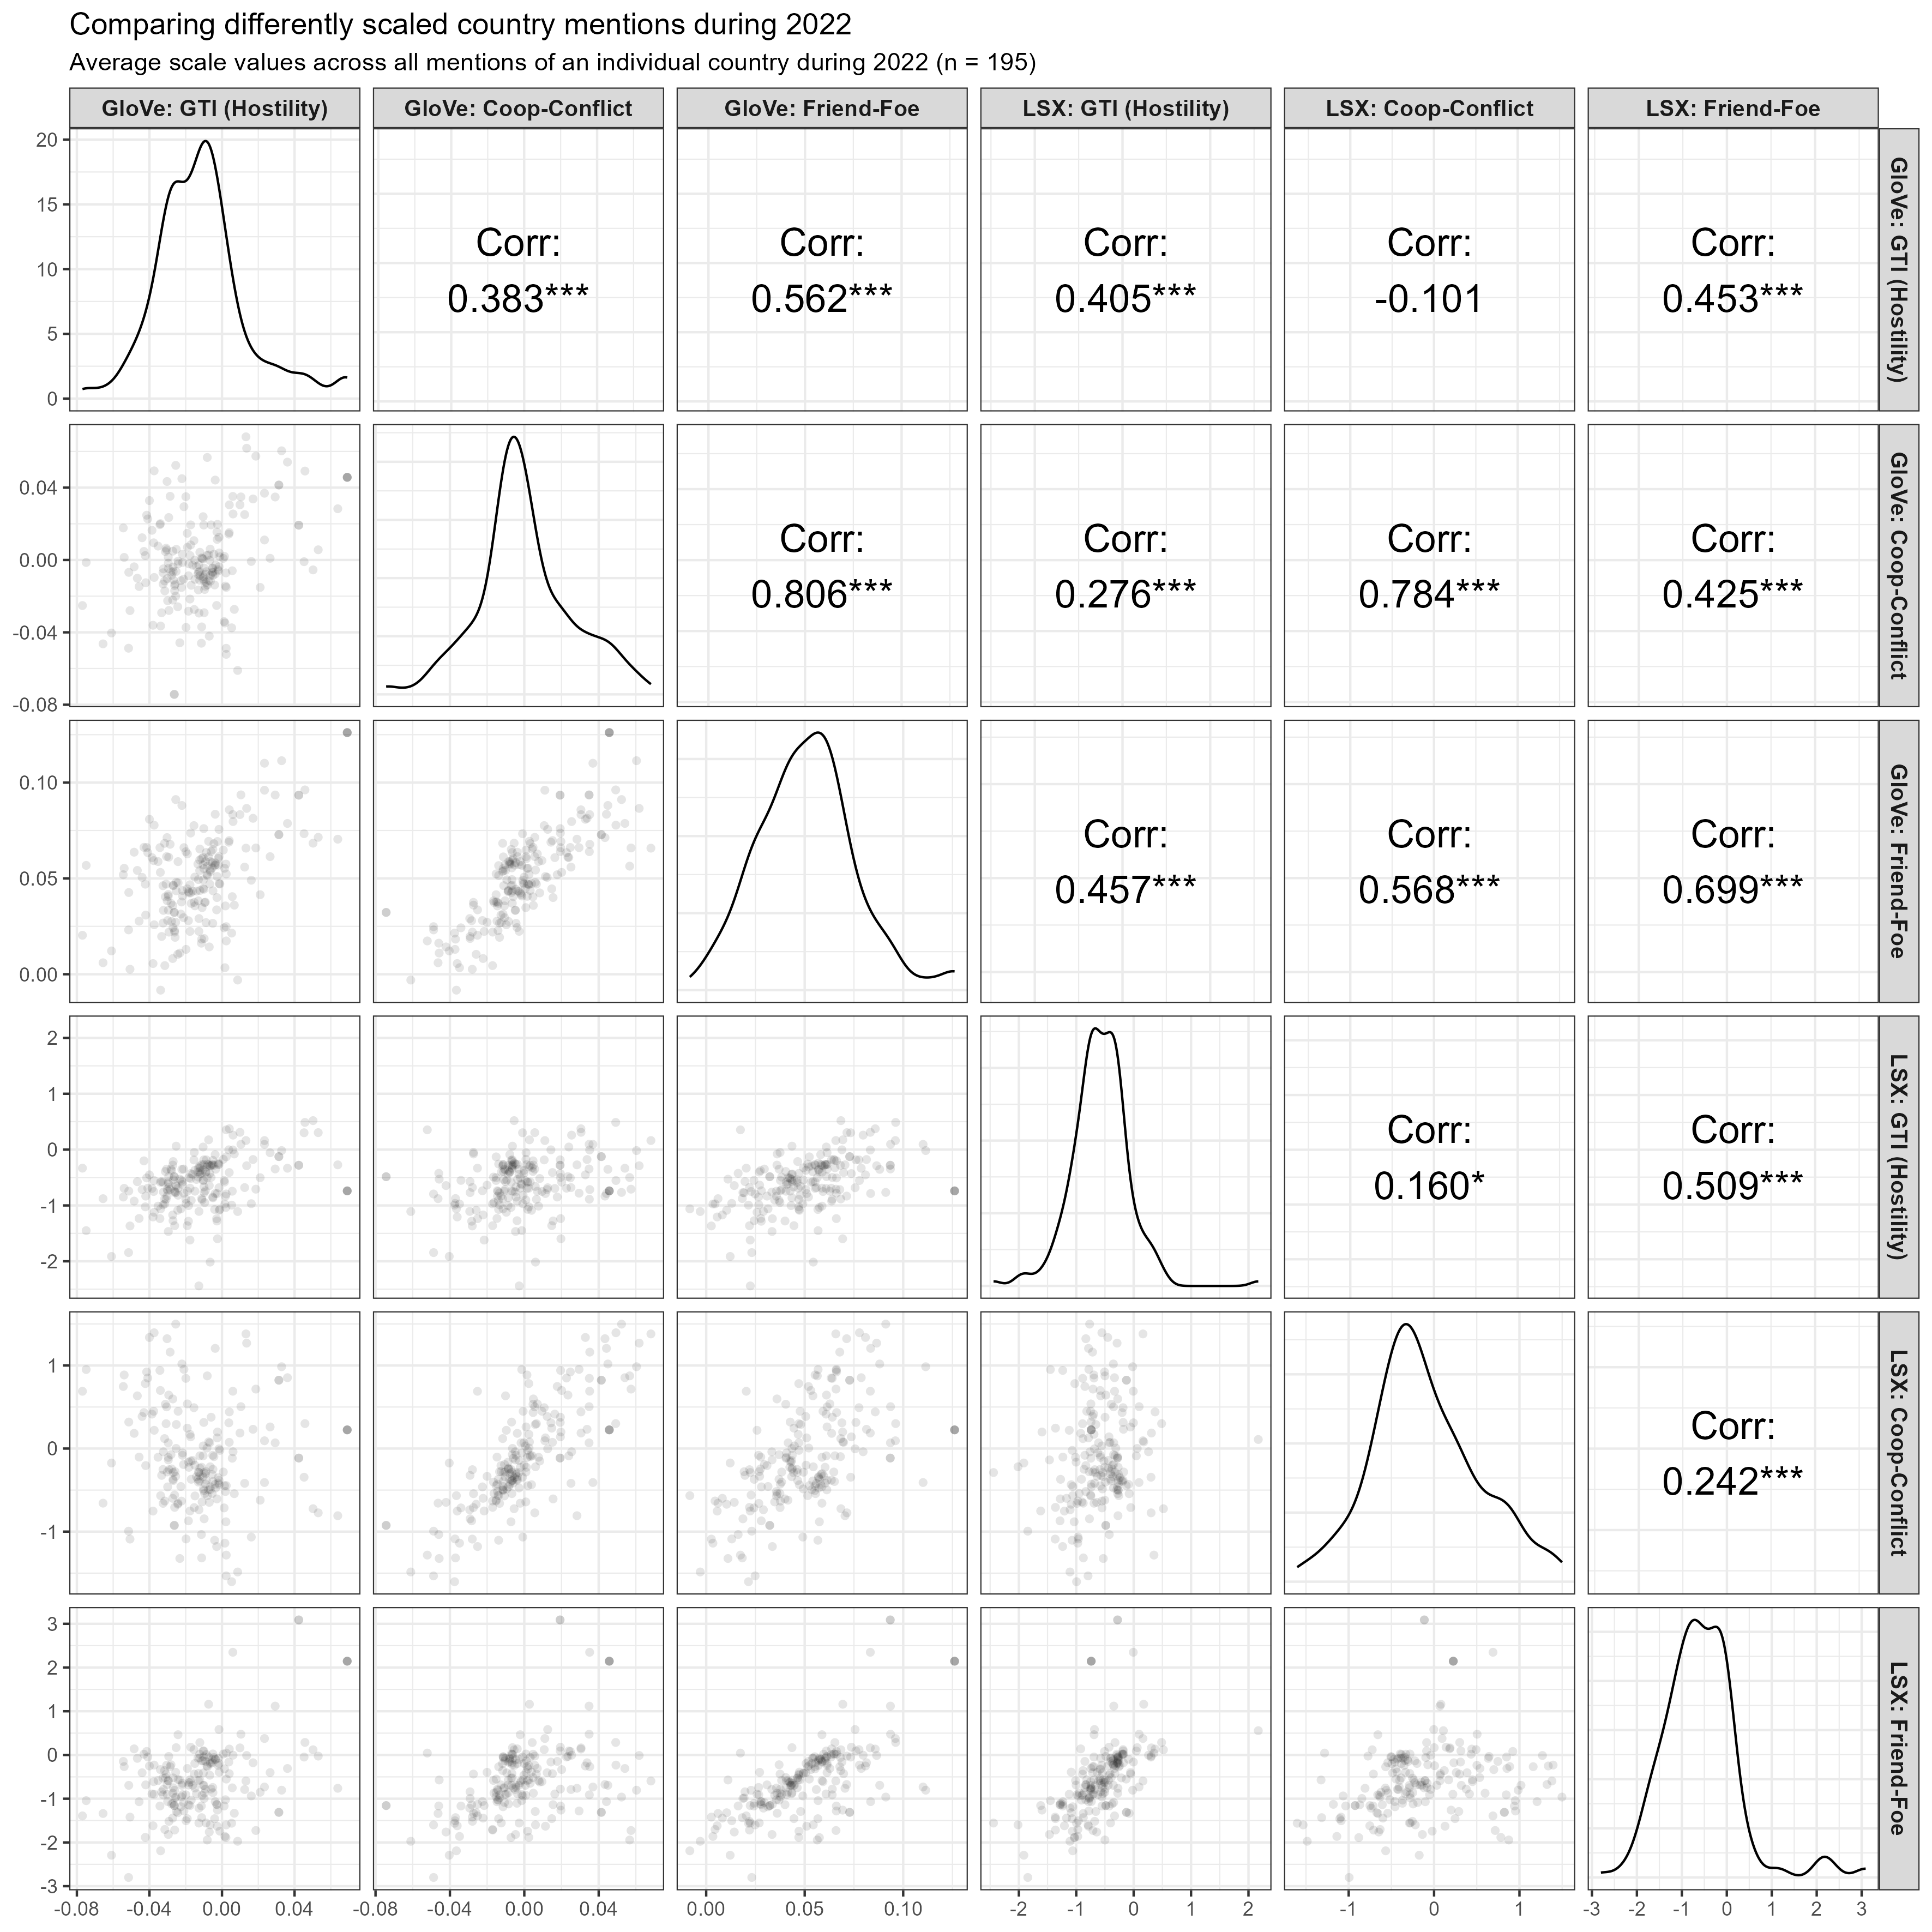 Comparing differently scaled country mentions during 2022
Average scale values across all mentions of an individual country during 2022 (n = 195)
GloVe: GTI (Hostility)
GloVe: Coop-Conflict
GloVe: Friend-Foe
LSX: GTI (Hostility)
LSX: Coop-Conflict
LSX: Friend-Foe
20
15
10
5
0
Corr:
0.383***
Corr:
0.562***
Corr:
0.405***
Corr:
-0.101
Corr:
0.453***
GloVe: GTI (Hostility)
0.04
0.00
-0.04
-0.08
Corr:
0.806***
Corr:
0.276***
Corr:
0.784***
Corr:
0.425***
GloVe: Coop-Conflict
0.10
0.05
0.00
Corr:
0.457***
Corr:
0.568***
Corr:
0.699***
GloVe: Friend-Foe
2
1
0
-1
-2
Corr:
0.160*
Corr:
0.509***
LSX: GTI (Hostility)
1
0
-1
Corr:
0.242***
LSX: Coop-Conflict
3
2
1
0
-1
-2
-3
LSX: Friend-Foe
-0.08 -0.04 0.00 0.04
-0.08 -0.04 0.00 0.04
0.00 0.05 0.10
-2 -1 0 1 2
-1 0 1
-3 -2 -1 0 1 2 3